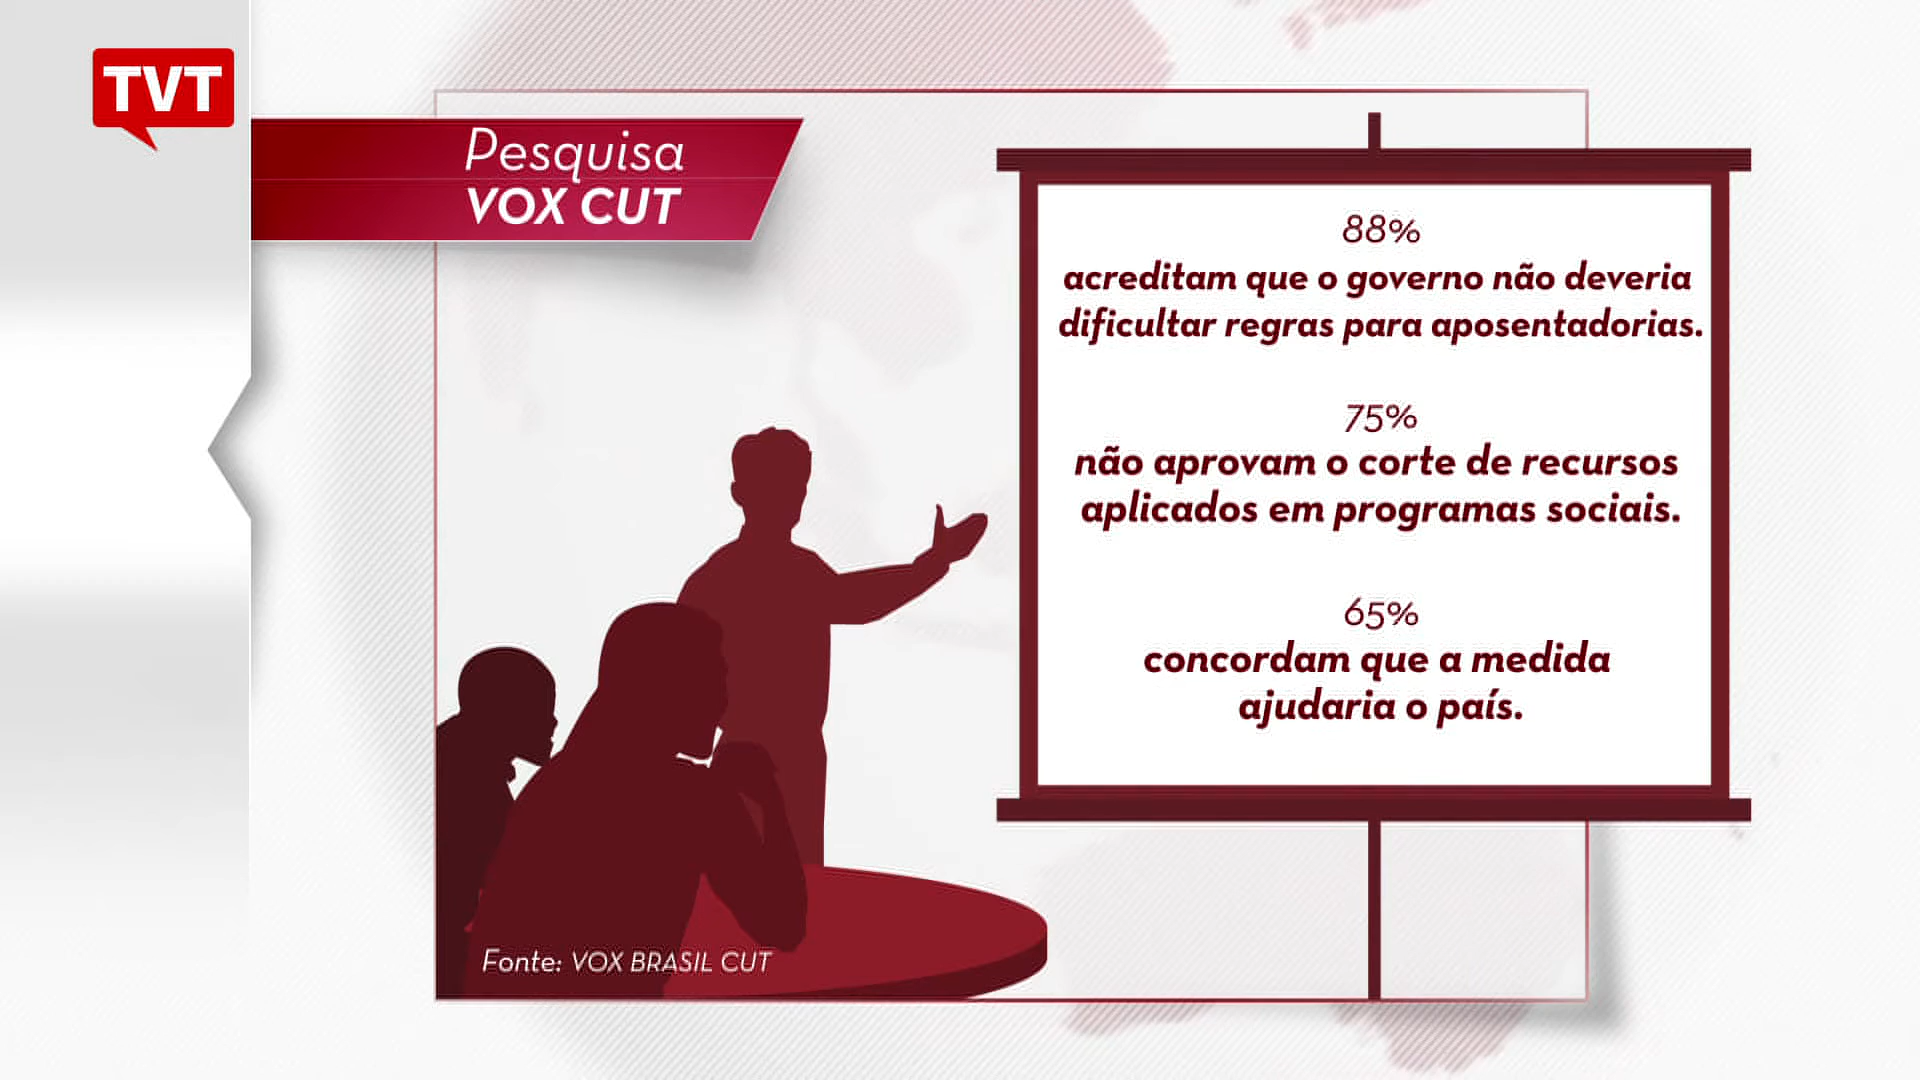 TVT
Pesquisa
VOX CUT
88%
acreditam que o governo não deveria
dificultar regras para aposentadorias.
75%
não aprovam o corte de recursos
aplicados em programas sociais.
65%
concordam que a medida
ajudaria o país.
Fonte: VOX BRASIL CUT